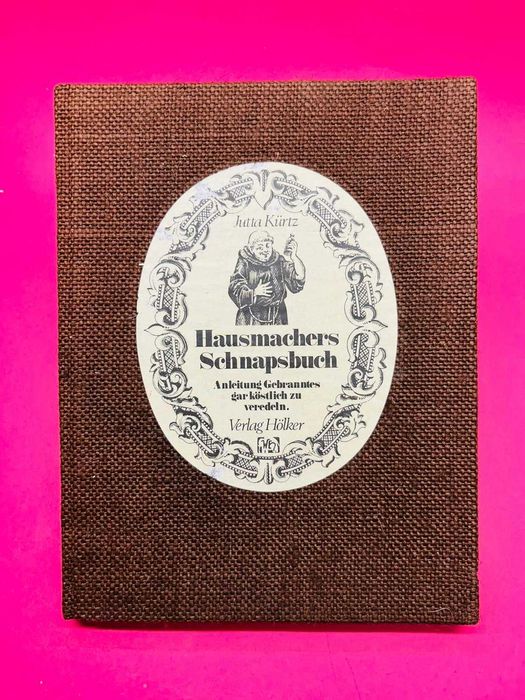 Jutta Kürtz
Hausmachers
Schnapsbuch
Anleitung Gebranntes
gar köstlich zu
veredeln.
Verlag Hölker